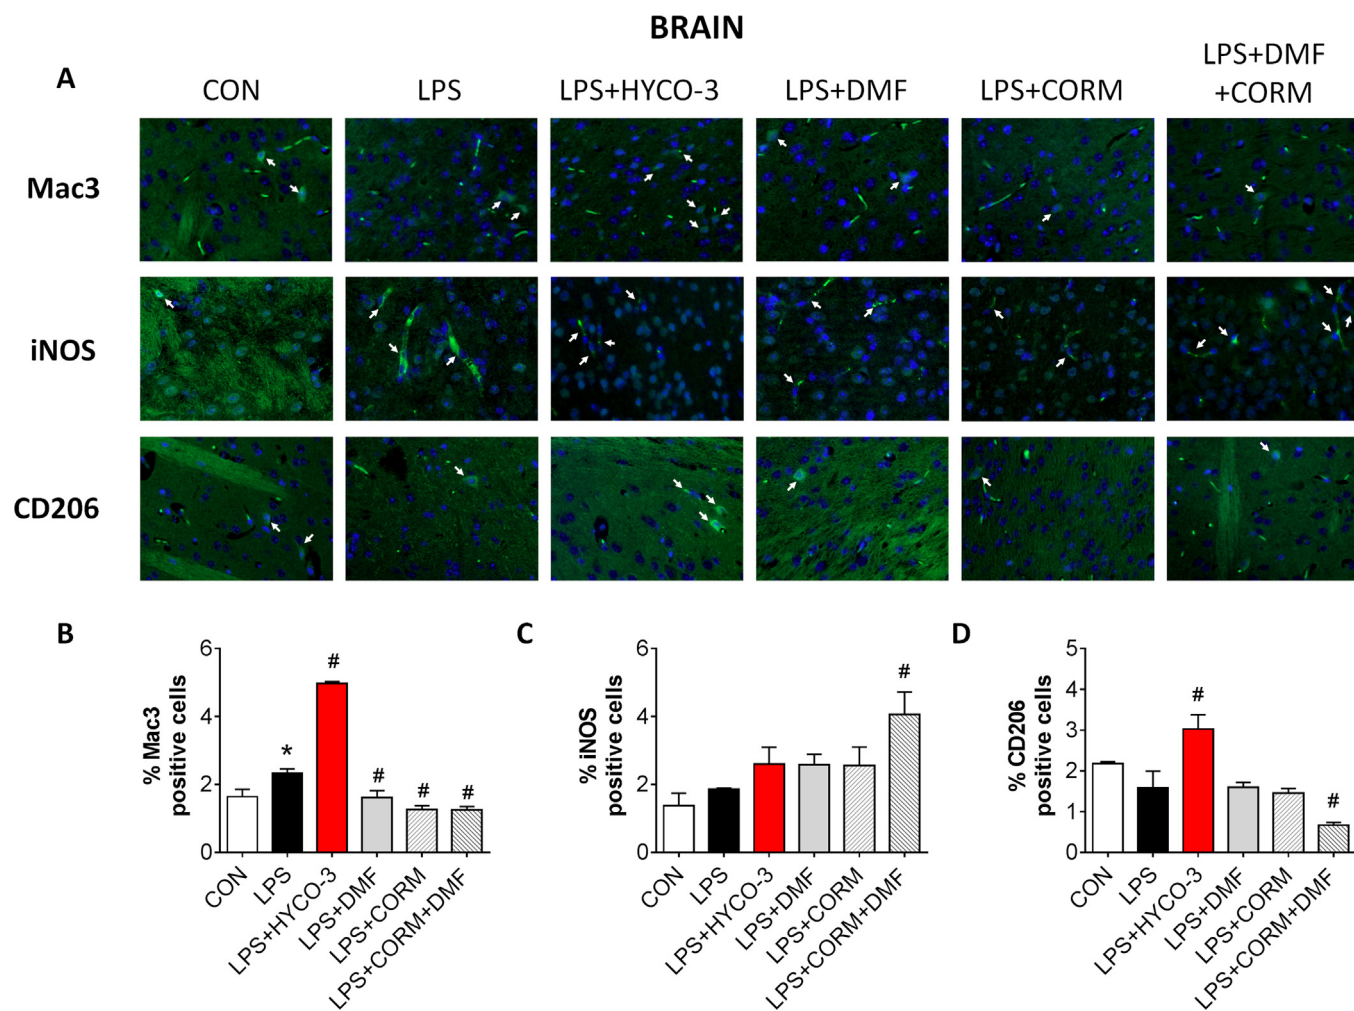 BRAIN
A
CON
LPS
LPS+HYCO-3
LPS+DMF
LPS+CORM
LPS+DMF
+CORM
Mac3
iNOS
CD206
B
% Mac3
positive cells
6
4
2
0
*
#
#
#
#
CON
LPS
LPS+HYCO-3
LPS+DMF
LPS+CORM
LPS+CORM+DMF
C
% iNOS
positive cells
6
4
2
0
#
CON
LPS
LPS+HYCO-3
LPS+DMF
LPS+CORM
LPS+CORM+DMF
D
% CD206
positive cells
5
4
3
2
1
0
#
#
CON
LPS
LPS+HYCO-3
LPS+DMF
LPS+CORM
LPS+CORM+DMF